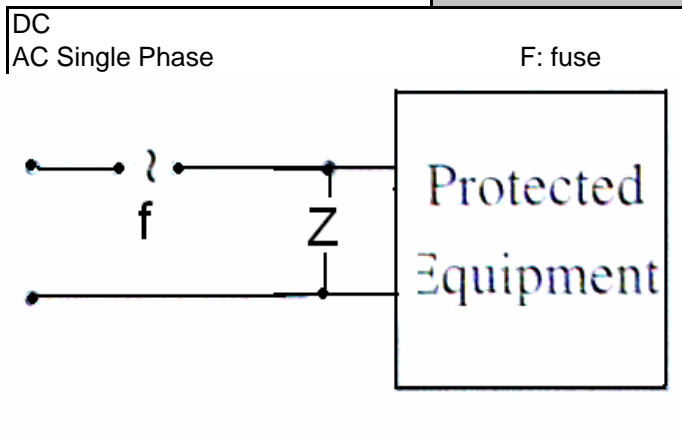 DC
AC Single Phase F: fuse
f
Z
Protected
Equipment